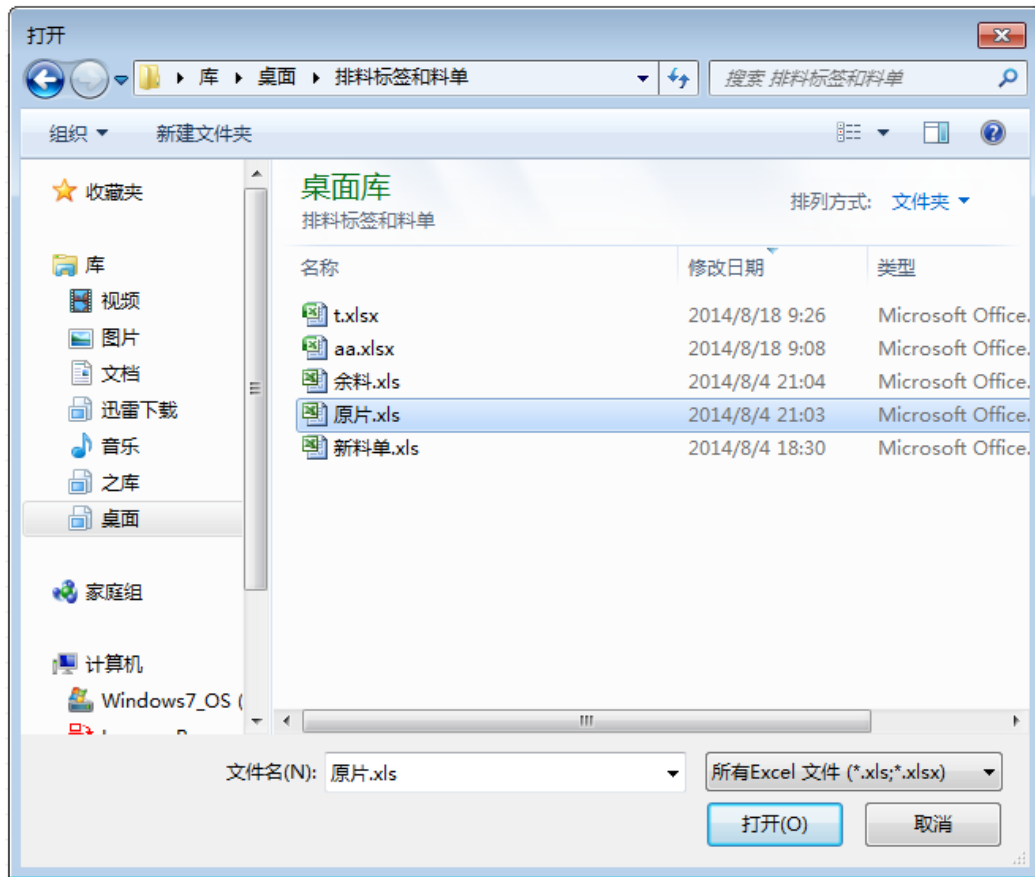 打开
库 桌面 排料标签和料单
搜索 排料标签和料单
组织 新建文件夹
收藏夹
库
视频
图片
文档
迅雷下载
音乐
之库
桌面
家庭组
计算机
Windows7_OS (
桌面库
排料标签和料单
排列方式: 文件夹
名称 修改日期 类型
t.xlsx 2014/8/18 9:26 Microsoft Office.
aa.xlsx 2014/8/18 9:08 Microsoft Office.
余料.xls 2014/8/4 21:04 Microsoft Office.
原片.xls 2014/8/4 21:03 Microsoft Office.
新料单.xls 2014/8/4 18:30 Microsoft Office.
文件名(N): 原片.xls 所有Excel 文件 (*.xls;*.xlsx)
打开(O) 取消